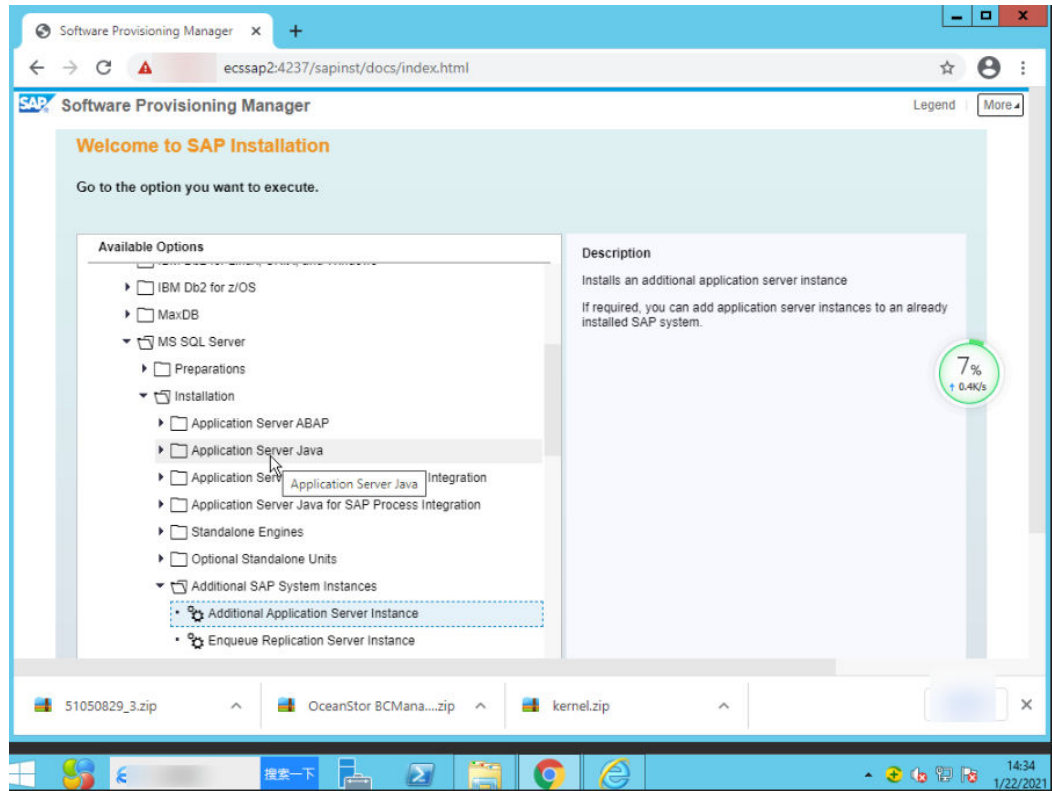 Software Provisioning Manager
ecssap2:4237/sapinst/docs/index.html
SAP Software Provisioning Manager
Legend
More
Welcome to SAP Installation
Go to the option you want to execute.
Available Options
IBM Db2 for z/OS
MaxDB
MS SQL Server
Preparations
Installation
Application Server ABAP
Application Server Java
Application Serv
Integration
Application Server Java
Application Server Java for SAP Process Integration
Standalone Engines
Optional Standalone Units
Additional SAP System Instances
Additional Application Server Instance
Enqueue Replication Server Instance
Description
Installs an additional application server instance
If required, you can add application server instances to an already
installed SAP system.
7%
↑ 0.4K/s
51050829_3.zip
OceanStor BCMana....zip
kernel.zip
搜索一下
14:34
1/22/2021